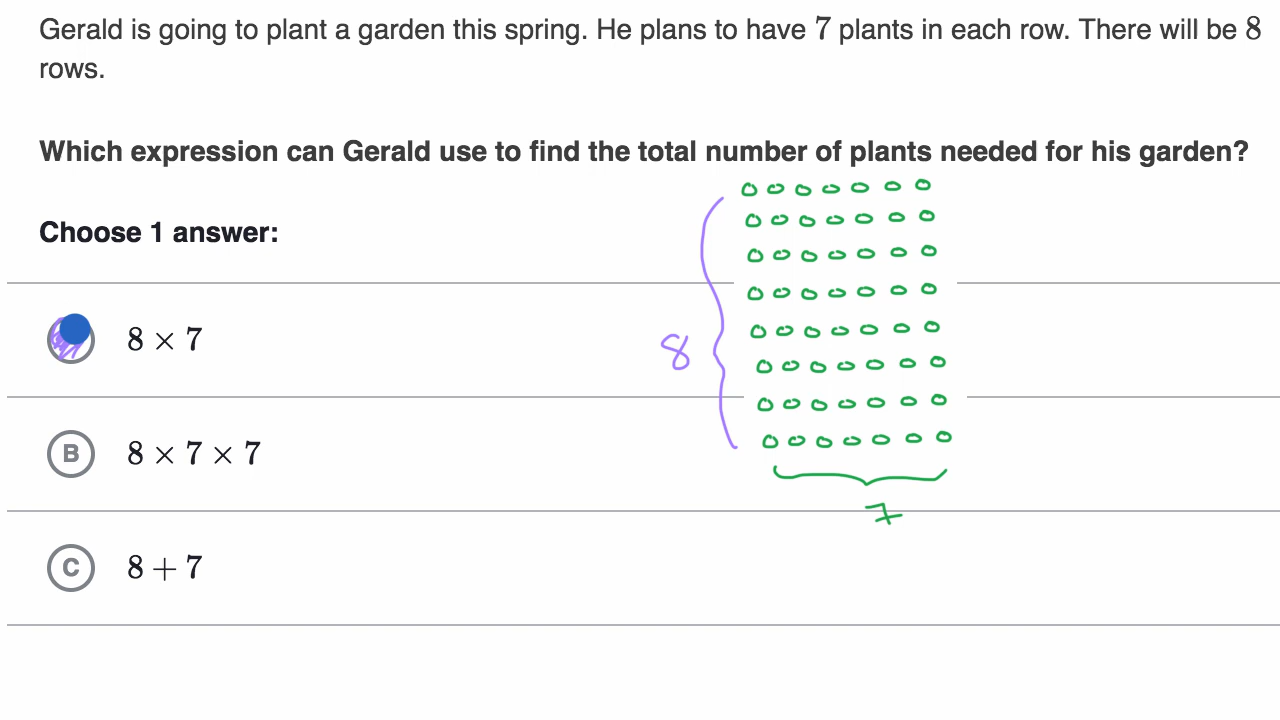 Gerald is going to plant a garden this spring. He plans to have 7 plants in each row. There will be 8
rows.
Which expression can Gerald use to find the total number of plants needed for his garden?
Choose 1 answer:
8 × 7
8
B 8 × 7 × 7
7
C 8 + 7